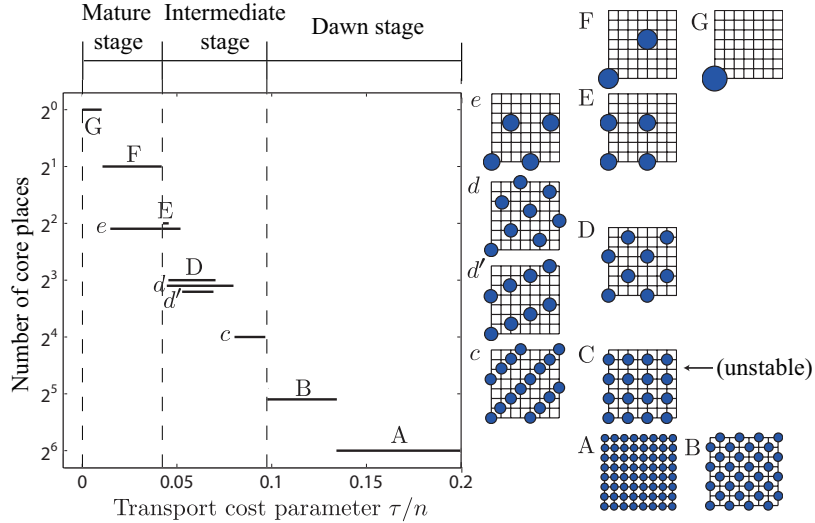 Mature stage
Intermediate stage
Dawn stage
Number of core places
2^0
2^1
2^2
2^3
2^4
2^5
2^6
G
F
E
e
D
d
d′
c
B
A
0
0.05
0.1
0.15
0.2
Transport cost parameter τ/n
F
G
e
E
d
D
d′
c
C
(unstable)
A
B